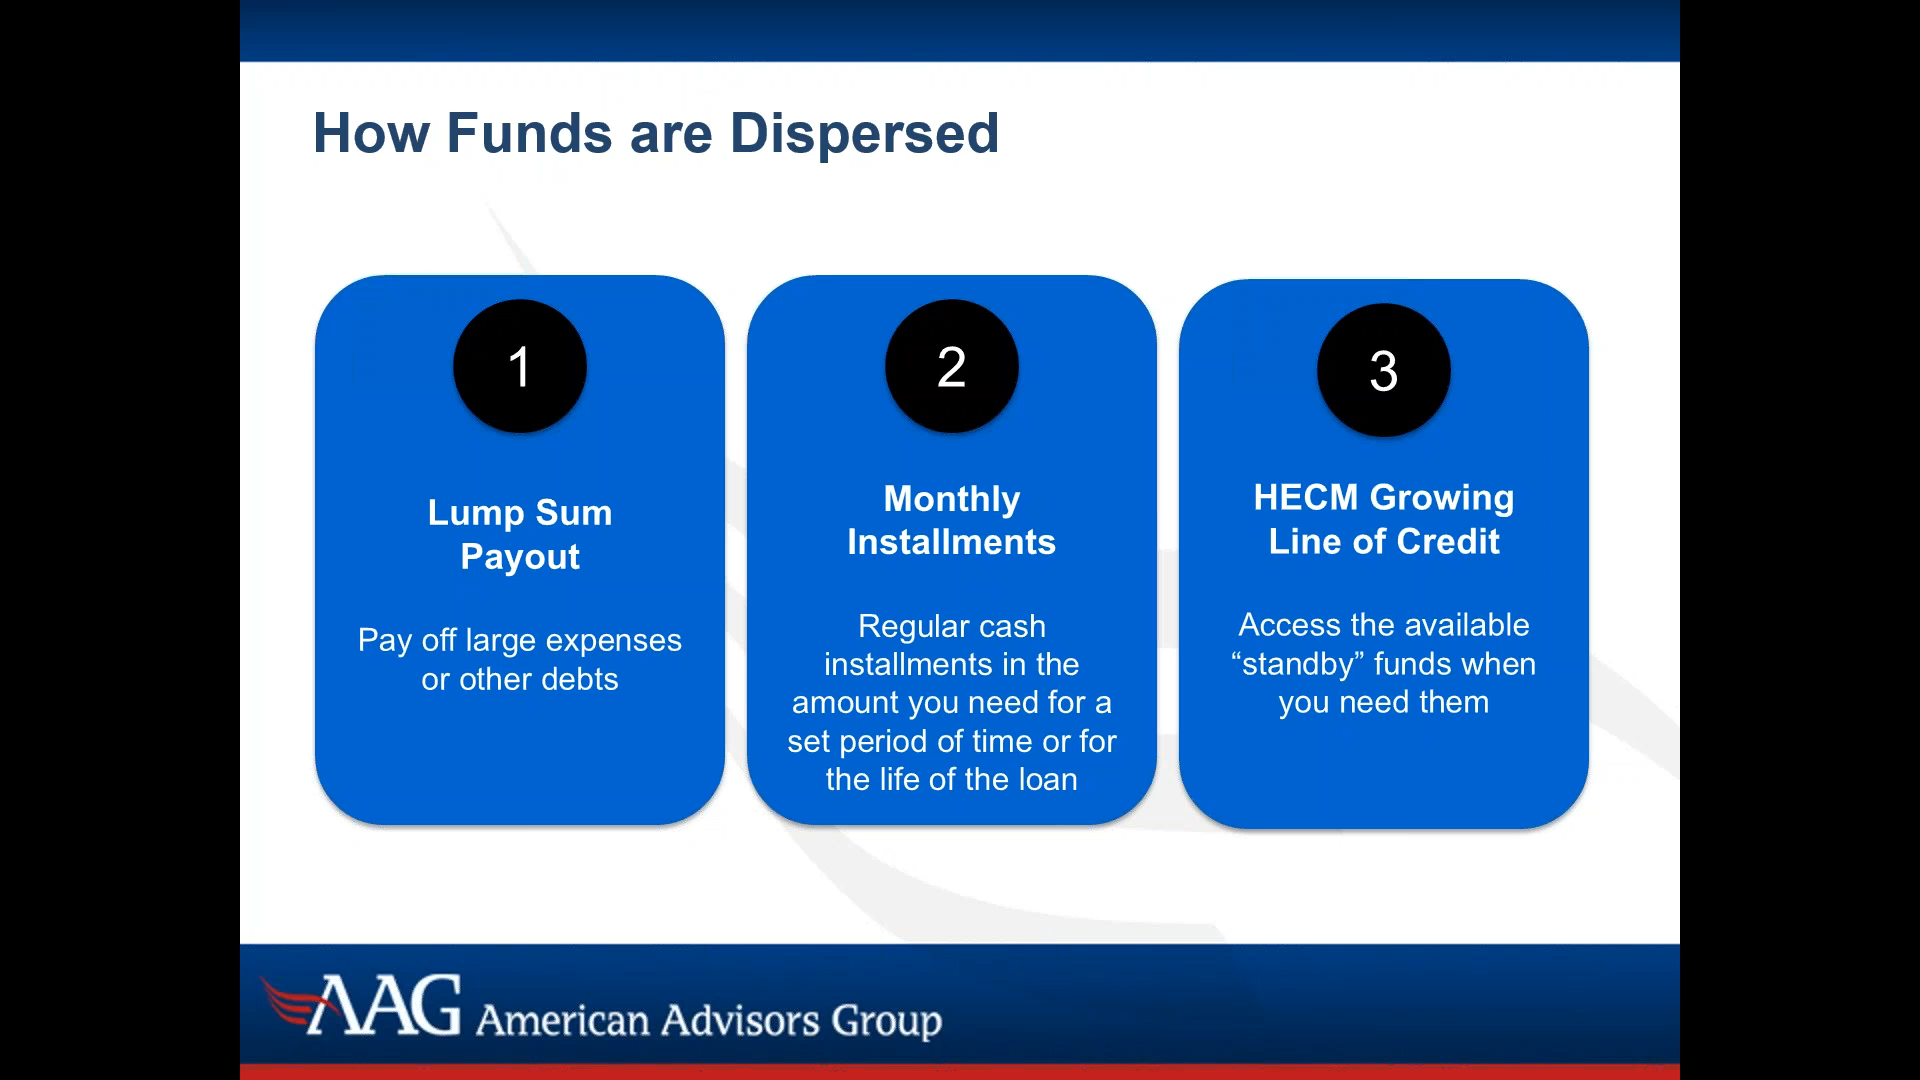 How Funds are Dispersed
1
Lump Sum
Payout
Pay off large expenses
or other debts
2
Monthly
Installments
Regular cash
installments in the
amount you need for a
set period of time or for
the life of the loan
3
HECM Growing
Line of Credit
Access the available
“standby” funds when
you need them
AAG American Advisors Group